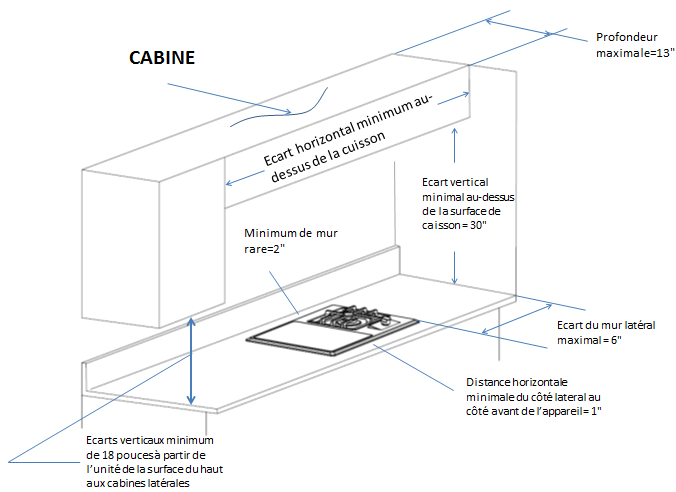 Profondeur
maximale=13"
CABINE
Ecart horizontal minimum au-
dessus de la cuisson
Ecart vertical
minimal au-dessus
de la surface de
caisson= 30"
Minimum de mur
rare=2"
Ecart du mur latéral
maximal = 6"
Distance horizontale
minimale du côté lateral au
côté avant de l'appareil= 1"
Ecarts verticaux minimum
de 18 pouces à partir de
l'unité de la surface du haut
aux cabines latérales